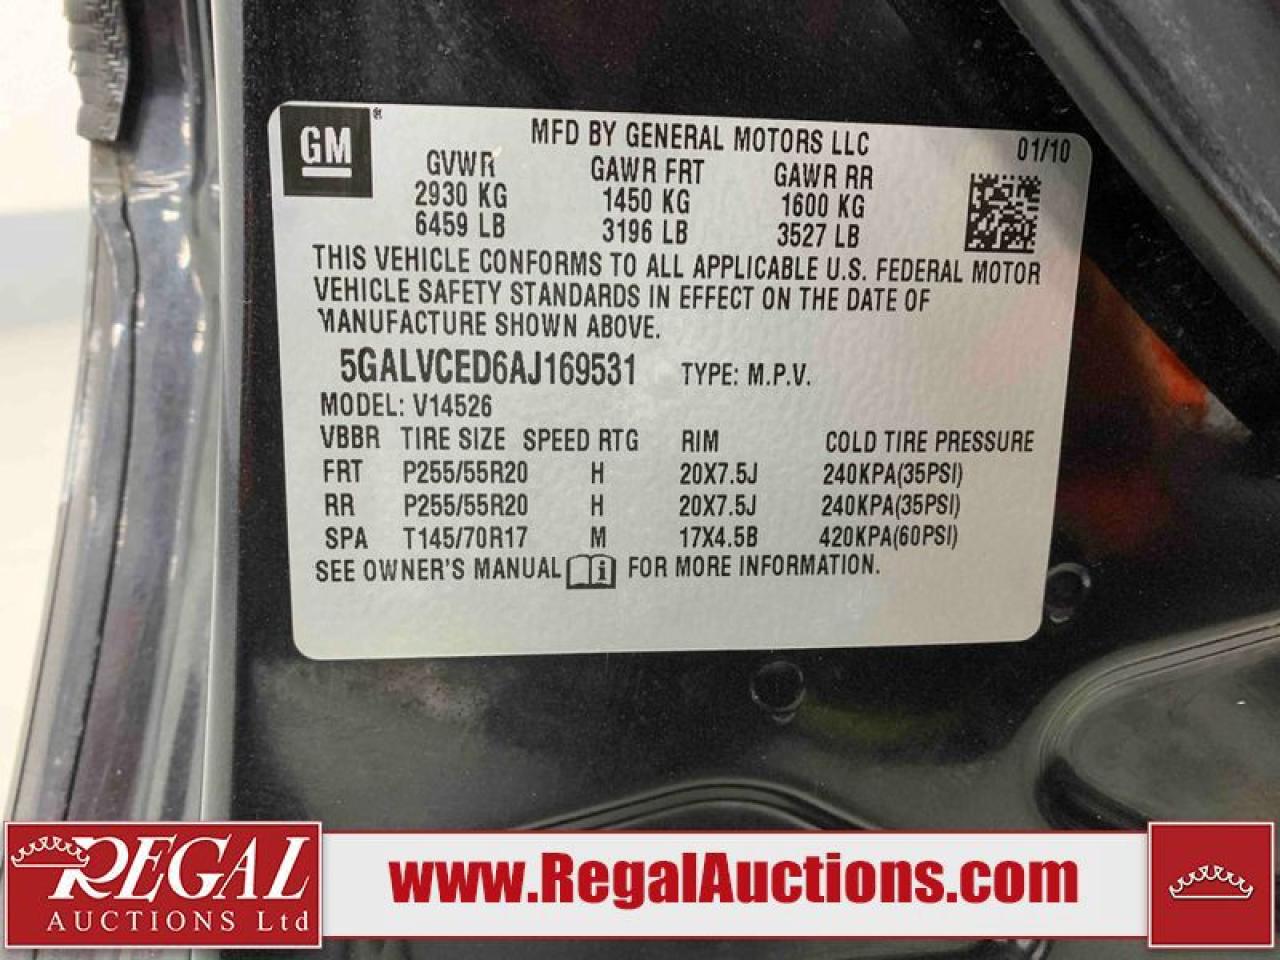 GM®
MFD BY GENERAL MOTORS LLC 01/10
GVWR GAWR FRT GAWR RR
2930 KG 1450 KG 1600 KG
6459 LB 3196 LB 3527 LB
THIS VEHICLE CONFORMS TO ALL APPLICABLE U.S. FEDERAL MOTOR
VEHICLE SAFETY STANDARDS IN EFFECT ON THE DATE OF
MANUFACTURE SHOWN ABOVE.
5GALVCED6AJ169531 TYPE: M.P.V.
MODEL: V14526
VBBR TIRE SIZE SPEED RTG RIM COLD TIRE PRESSURE
FRT P255/55R20 H 20X7.5J 240KPA(35PSI)
RR P255/55R20 H 20X7.5J 240KPA(35PSI)
SPA T145/70R17 M 17X4.5B 420KPA(60PSI)
SEE OWNER'S MANUAL i FOR MORE INFORMATION.
REGAL
AUCTIONS Ltd
www.RegalAuctions.com